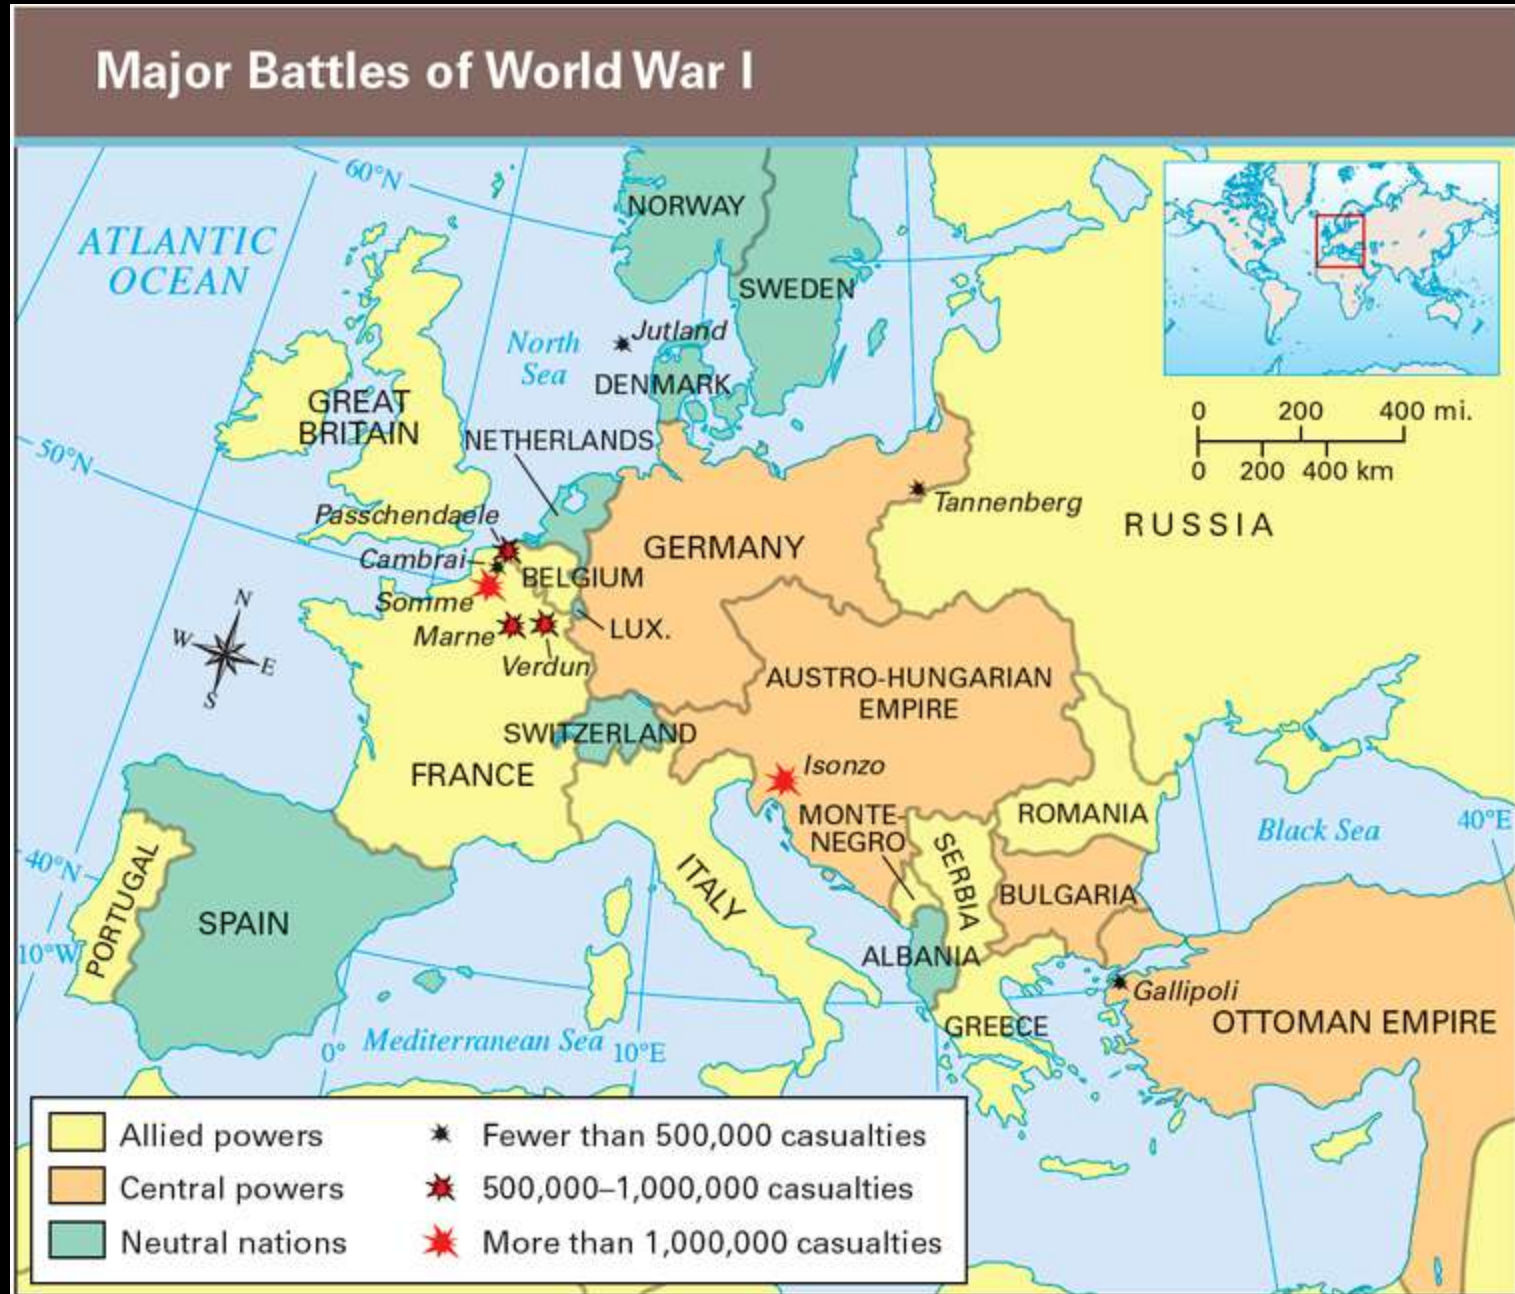 Major Battles of World War I
60°N
ATLANTIC
OCEAN
NORWAY
SWEDEN
North
Sea
Jutland
DENMARK
GREAT
BRITAIN
NETHERLANDS
0 200 400 mi.
0 200 400 km
50°N
Passchendaele
Tannenberg
RUSSIA
Cambrai
GERMANY
BELGIUM
Somme
Marne
LUX.
Verdun
N
W
E
S
AUSTRO-HUNGARIAN
EMPIRE
SWITZERLAND
FRANCE
Isonzo
MONTE-
NEGRO
ROMANIA
Black Sea
40°E
SERBIA
ITALY
BULGARIA
40°N
PORTUGAL
SPAIN
10°W
ALBANIA
Gallipoli
OTTOMAN EMPIRE
GREECE
0°
Mediterranean Sea
10°E
Allied powers
Central powers
Neutral nations
Fewer than 500,000 casualties
500,000–1,000,000 casualties
More than 1,000,000 casualties